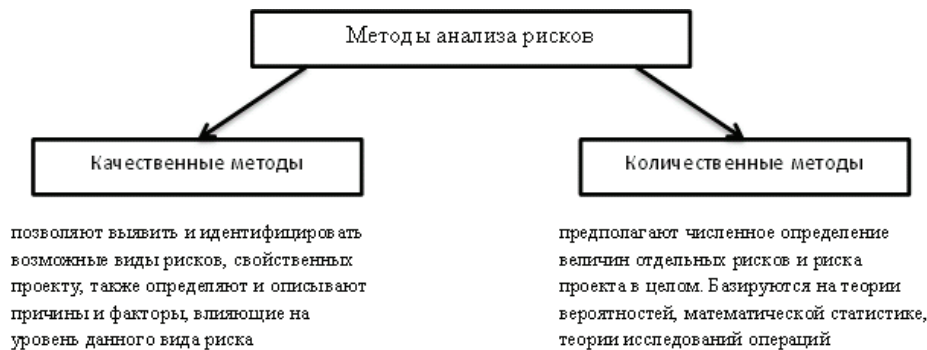 Методы анализа рисков
Качественные методы
Количественные методы
позволяют выявить и идентифицировать
возможные виды рисков, свойственных
проекту, также определяют и описывают
причины и факторы, влияющие на
уровень данного вида риска
предполагают численное определение
величин отдельных рисков и риска
проекта в целом. Базируются на теории
вероятностей, математической статистике,
теории исследований операций